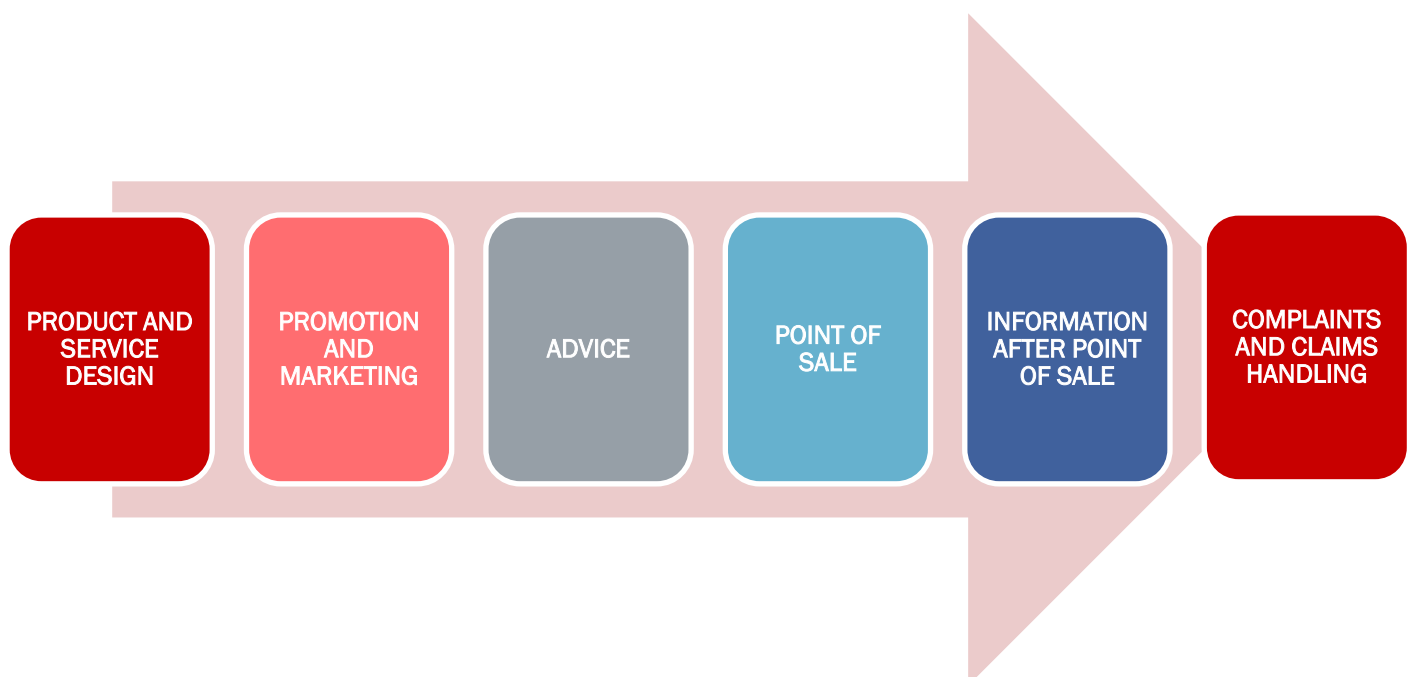 PRODUCT AND
SERVICE
DESIGN
PROMOTION
AND
MARKETING
ADVICE
POINT OF
SALE
INFORMATION
AFTER POINT
OF SALE
COMPLAINTS
AND CLAIMS
HANDLING